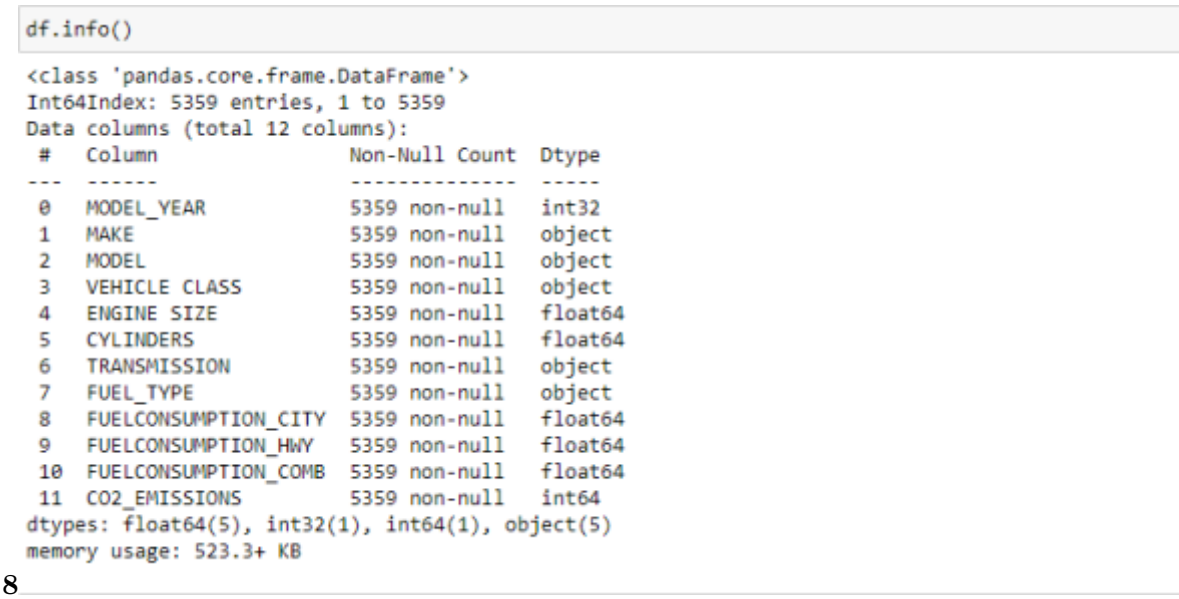 df.info()
<class 'pandas.core.frame.DataFrame'>
Int64Index: 5359 entries, 1 to 5359
Data columns (total 12 columns):
 #   Column                Non-Null Count  Dtype
---  ------                --------------  -----
 0   MODEL_YEAR            5359 non-null   int32
 1   MAKE                  5359 non-null   object
 2   MODEL                 5359 non-null   object
 3   VEHICLE CLASS         5359 non-null   object
 4   ENGINE SIZE           5359 non-null   float64
 5   CYLINDERS             5359 non-null   float64
 6   TRANSMISSION          5359 non-null   object
 7   FUEL_TYPE             5359 non-null   object
 8   FUELCONSUMPTION_CITY  5359 non-null   float64
 9   FUELCONSUMPTION_HWY   5359 non-null   float64
 10  FUELCONSUMPTION_COMB  5359 non-null   float64
 11  CO2_EMISSIONS         5359 non-null   int64
dtypes: float64(5), int32(1), int64(1), object(5)
memory usage: 523.3+ KB
8